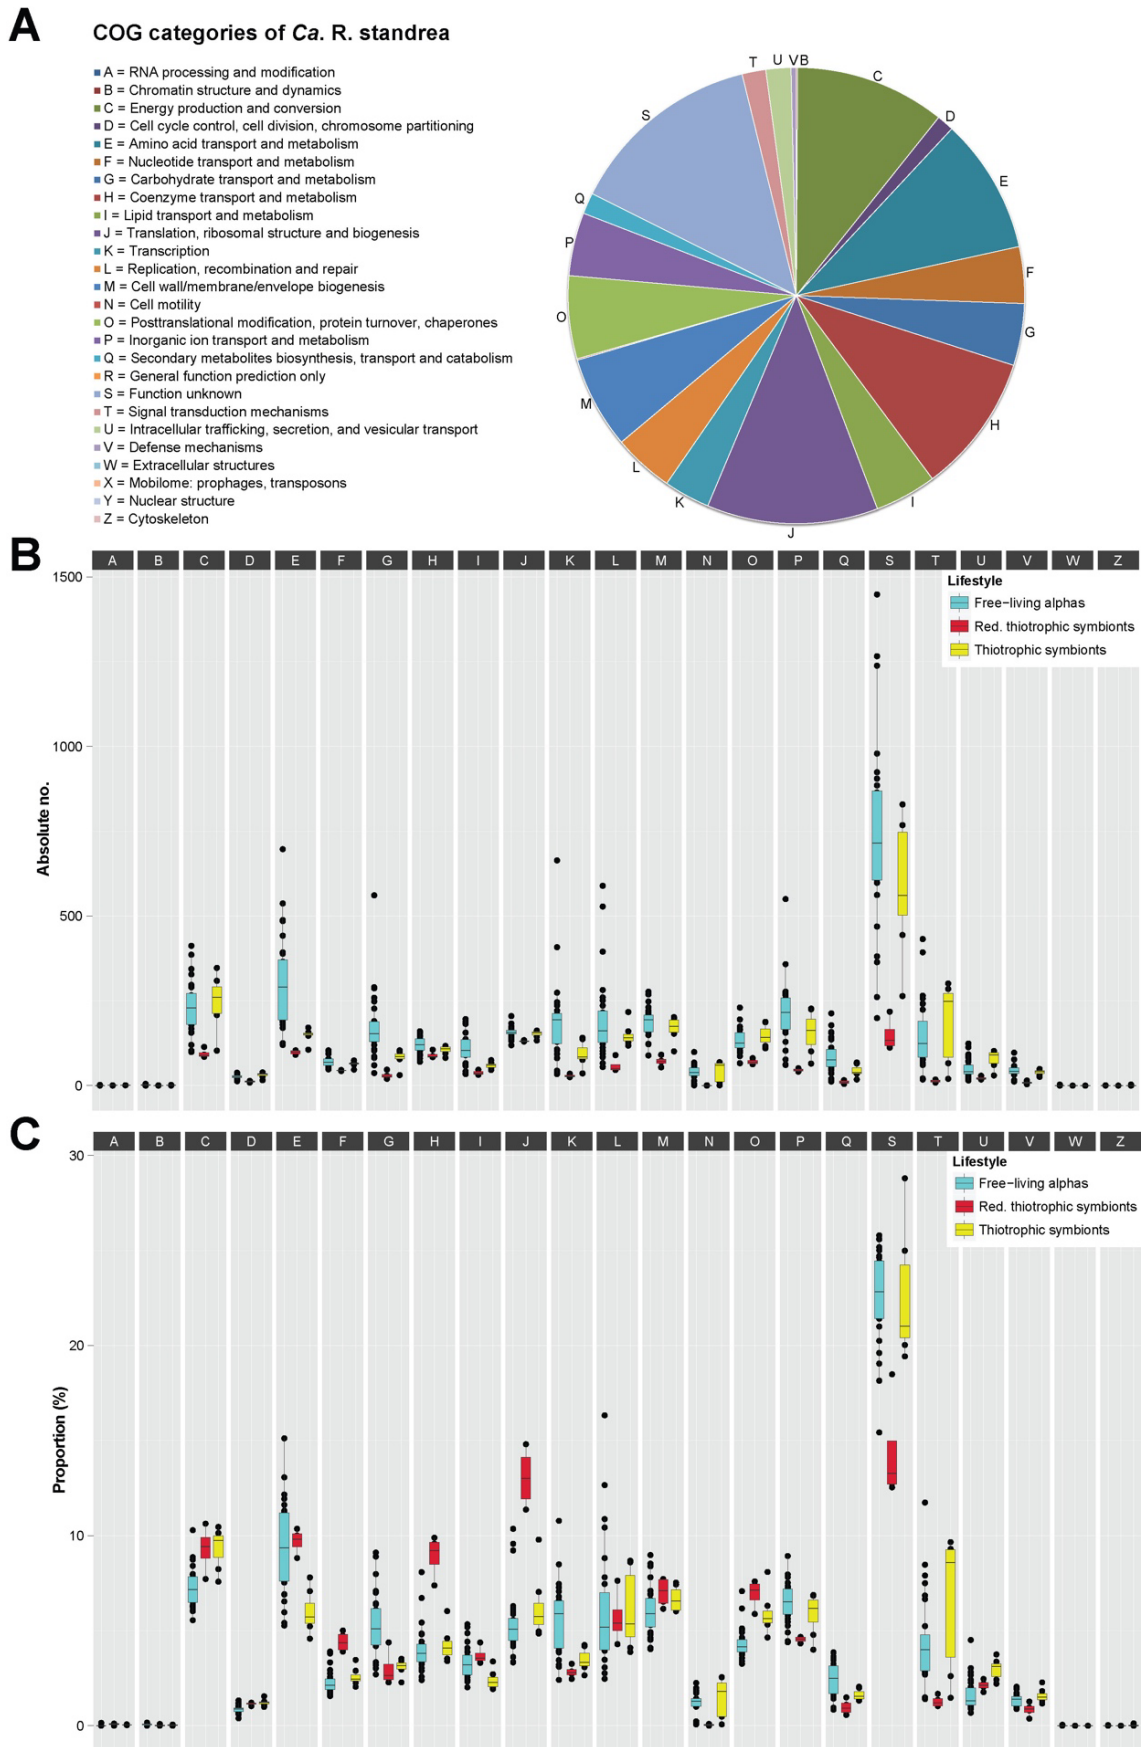 A
COG categories of Ca. R. standrea
A = RNA processing and modification
B = Chromatin structure and dynamics
C = Energy production and conversion
D = Cell cycle control, cell division, chromosome partitioning
E = Amino acid transport and metabolism
F = Nucleotide transport and metabolism
G = Carbohydrate transport and metabolism
H = Coenzyme transport and metabolism
I = Lipid transport and metabolism
J = Translation, ribosomal structure and biogenesis
K = Transcription
L = Replication, recombination and repair
M = Cell wall/membrane/envelope biogenesis
N = Cell motility
O = Posttranslational modification, protein turnover, chaperones
P = Inorganic ion transport and metabolism
Q = Secondary metabolites biosynthesis, transport and catabolism
R = General function prediction only
S = Function unknown
T = Signal transduction mechanisms
U = Intracellular trafficking, secretion, and vesicular transport
V = Defense mechanisms
W = Extracellular structures
X = Mobilome: prophages, transposons
Y = Nuclear structure
Z = Cytoskeleton
T U V B
C
D
E
F
G
H
I
J
K
L
M
O
P
Q
S
B
A B C D E F G H I J K L M N O P Q S T U V W Z
1500
1000
500
0
Absolute no.
Lifestyle
Free−living alphas
Red. thiotrophic symbionts
Thiotrophic symbionts
C
A B C D E F G H I J K L M N O P Q S T U V W Z
30
20
10
0
Proportion (%)
Lifestyle
Free−living alphas
Red. thiotrophic symbionts
Thiotrophic symbionts